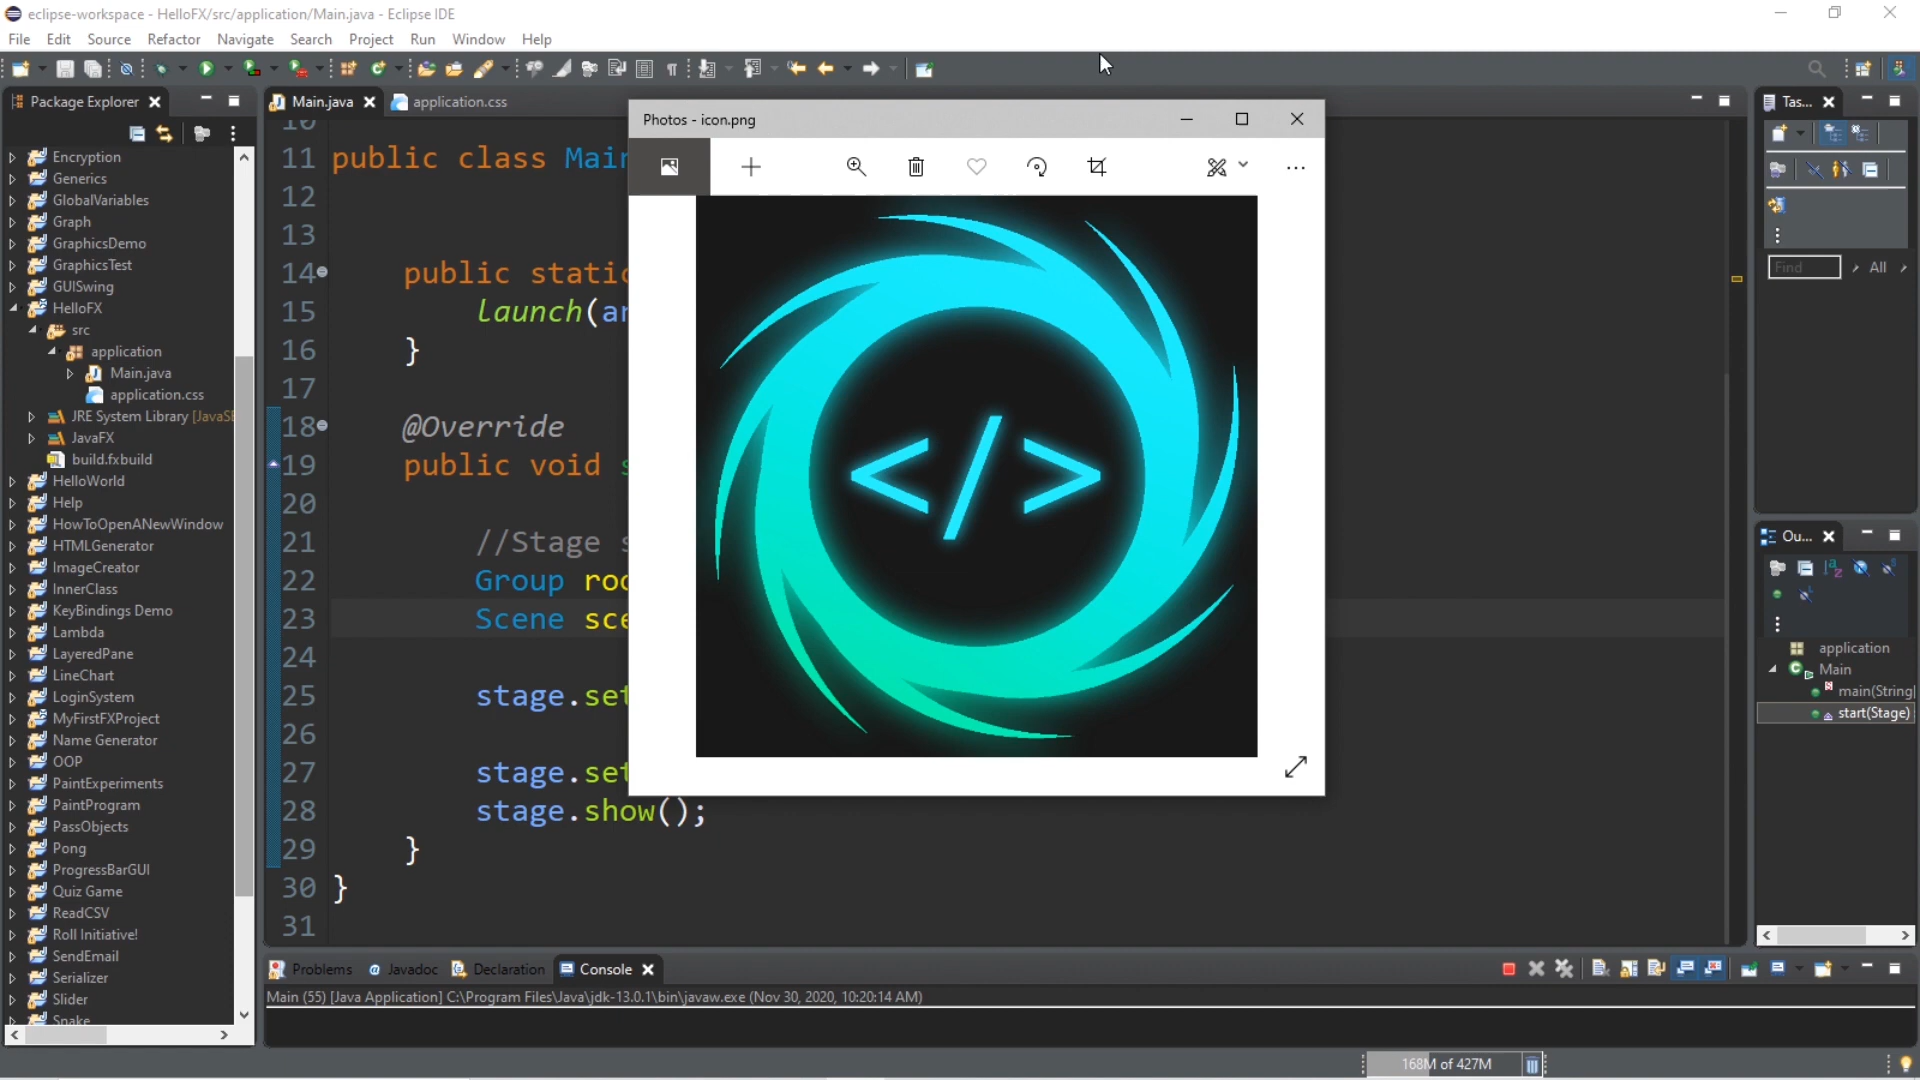 eclipse-workspace - HelloFX/src/application/Main.java - Eclipse IDE
File Edit Source Refactor Navigate Search Project Run Window Help
Package Explorer
Encryption
Generics
GlobalVariables
Graph
GraphicsDemo
GraphicsTest
GUISwing
HelloFX
src
application
Main.java
application.css
JRE System Library [JavaSE
JavaFX
build.fxbuild
HelloWorld
Help
HowToOpenANewWindow
HTMLGenerator
ImageCreator
InnerClass
KeyBindings Demo
Lambda
LayeredPane
LineChart
LoginSystem
MyFirstFXProject
Name Generator
OOP
PaintExperiments
PaintProgram
PassObjects
Pong
ProgressBarGUI
Quiz Game
ReadCSV
Roll Initiative!
SendEmail
Serializer
Slider
Snake
Main.java application.css
10
11 public class Main
12
13
14 public static
15 launch(ar
16 }
17
18 @Override
19 public void s
20
21 //Stage s
22 Group roo
23 Scene sce
24
25 stage.set
26
27 stage.set
28 stage.show();
29 }
30 }
31
Photos - icon.png
</>
Tas...
Find All
Ou...
application
Main
main(String[
start(Stage)
Problems Javadoc Declaration Console
Main (55) [Java Application] C:\Program Files\Java\jdk-13.0.1\bin\javaw.exe (Nov 30, 2020, 10:20:14 AM)
168M of 427M